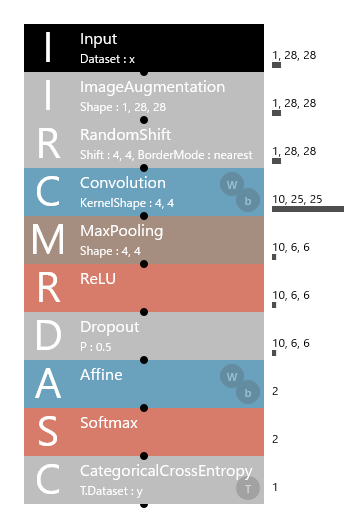 I Input
Dataset : x
1, 28, 28
I ImageAugmentation
Shape : 1, 28, 28
1, 28, 28
R RandomShift
Shift : 4, 4, BorderMode : nearest
1, 28, 28
C Convolution W
KernelShape : 4, 4 b
10, 25, 25
M MaxPooling
Shape : 4, 4
10, 6, 6
R ReLU
10, 6, 6
D Dropout
P : 0.5
10, 6, 6
A Affine W
b
2
S Softmax
2
C CategoricalCrossEntropy
T.Dataset : y T
1